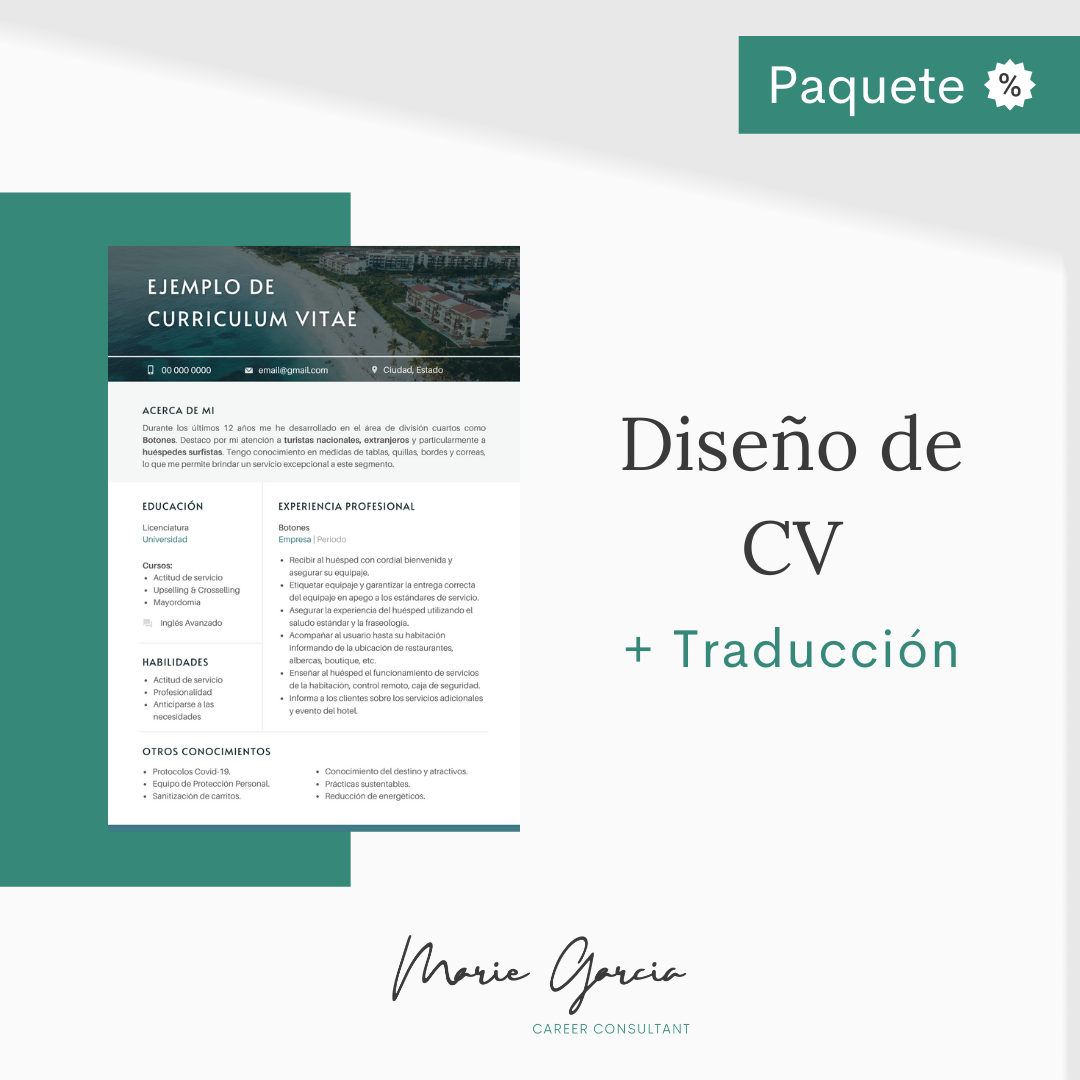 Paquete %
EJEMPLO DE
CURRICULUM VITAE
00 000 0000 email@gmail.com Ciudad, Estado
ACERCA DE MI
Durante los últimos 12 años me he desarrollado en el área de división cuartos como
Botones. Destaco por mi atención a turistas nacionales, extranjeros y particularmente a
huéspedes surfistas. Tengo conocimiento en medidas de tablas, quillas, bordes y correas,
lo que me permite brindar un servicio excepcional a este segmento.
EDUCACIÓN
Licenciatura
Universidad
Cursos:
• Actitud de servicio
• Upselling & Crosselling
• Mayordomia
Inglés Avanzado
HABILIDADES
• Actitud de servicio
• Profesionalidad
• Anticiparse a las
necesidades
EXPERIENCIA PROFESIONAL
Botones
Empresa | Periodo
• Recibir al huésped con cordial bienvenida y
asegurar su equipaje.
• Etiquetar equipaje y garantizar la entrega correcta
del equipaje en apego a los estándares de servicio.
• Asegurar la experiencia del huésped utilizando el
saludo estándar y la fraseología.
• Acompañar al usuario hasta su habitación
informando de la ubicación de restaurantes,
albercas, boutique, etc.
• Enseñar al huésped el funcionamiento de servicios
de la habitación, control remoto, caja de seguridad.
• Informa a los clientes sobre los servicios adicionales
y evento del hotel.
OTROS CONOCIMIENTOS
• Protocolos Covid-19.
• Equipo de Protección Personal.
• Sanitización de carritos.
• Conocimiento del destino y atractivos.
• Prácticas sustentables.
• Reducción de energéticos.
Diseño de
CV
+ Traducción
Marie Garcia
CAREER CONSULTANT